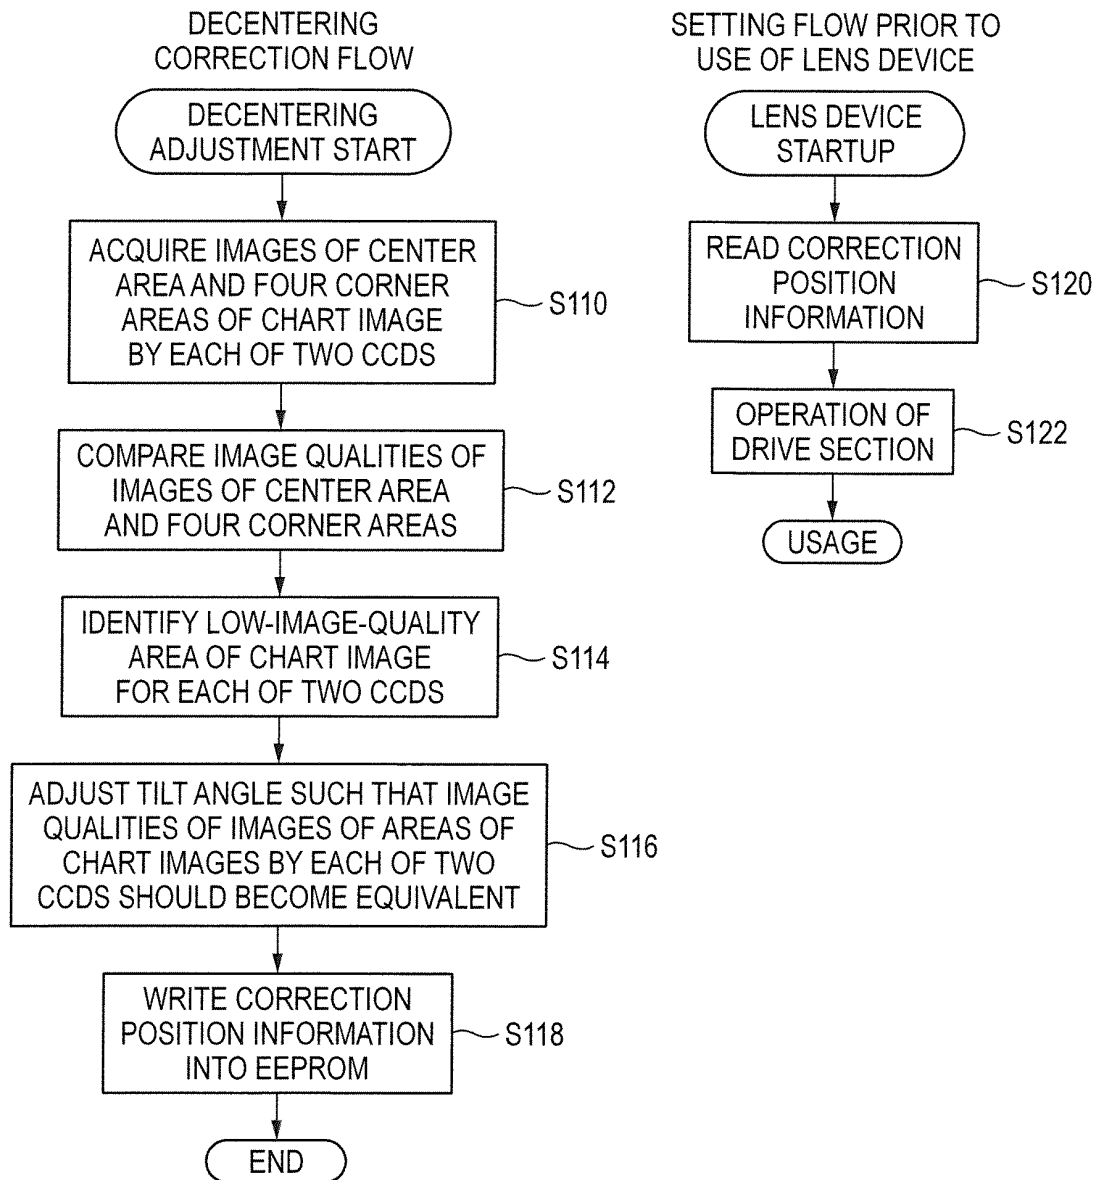 DECENTERING
CORRECTION FLOW
DECENTERING
ADJUSTMENT START
ACQUIRE IMAGES OF CENTER
AREA AND FOUR CORNER
AREAS OF CHART IMAGE
BY EACH OF TWO CCDS
S110
COMPARE IMAGE QUALITIES OF
IMAGES OF CENTER AREA
AND FOUR CORNER AREAS
S112
IDENTIFY LOW-IMAGE-QUALITY
AREA OF CHART IMAGE
FOR EACH OF TWO CCDS
S114
ADJUST TILT ANGLE SUCH THAT IMAGE
QUALITIES OF IMAGES OF AREAS OF
CHART IMAGES BY EACH OF TWO
CCDS SHOULD BECOME EQUIVALENT
S116
WRITE CORRECTION
POSITION INFORMATION
INTO EEPROM
S118
END
SETTING FLOW PRIOR TO
USE OF LENS DEVICE
LENS DEVICE
STARTUP
READ CORRECTION
POSITION
INFORMATION
S120
OPERATION OF
DRIVE SECTION
S122
USAGE